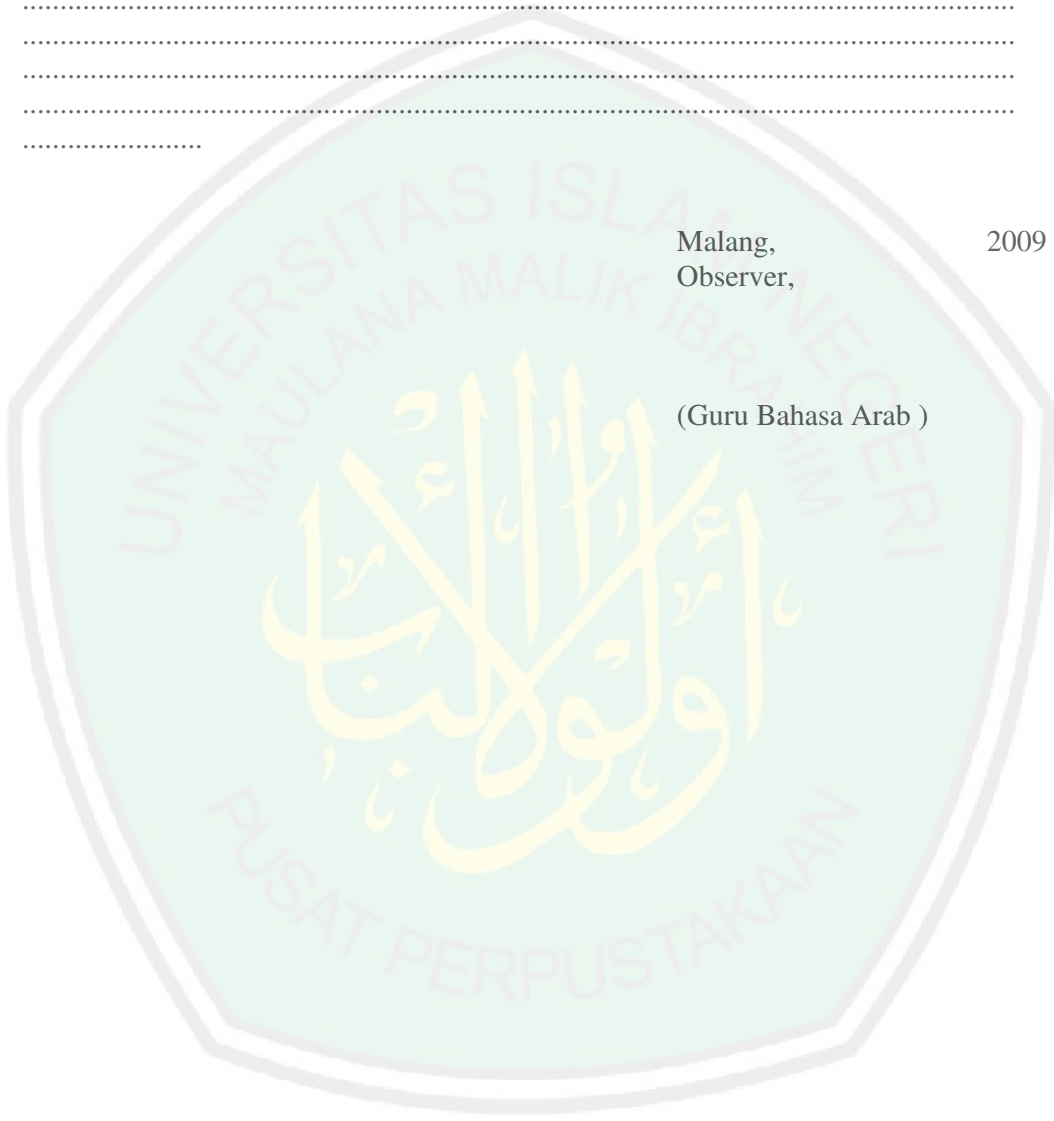 ....................................................................................................................................
....................................................................................................................................
....................................................................................................................................
....................................................................................................................................
........................
Malang, 2009
Observer,
(Guru Bahasa Arab )
UNIVERSITAS ISLAM NEGERI
MAULANA MALIK IBRAHIM
أولوا الألباب
PUSAT PERPUSTAKAAN